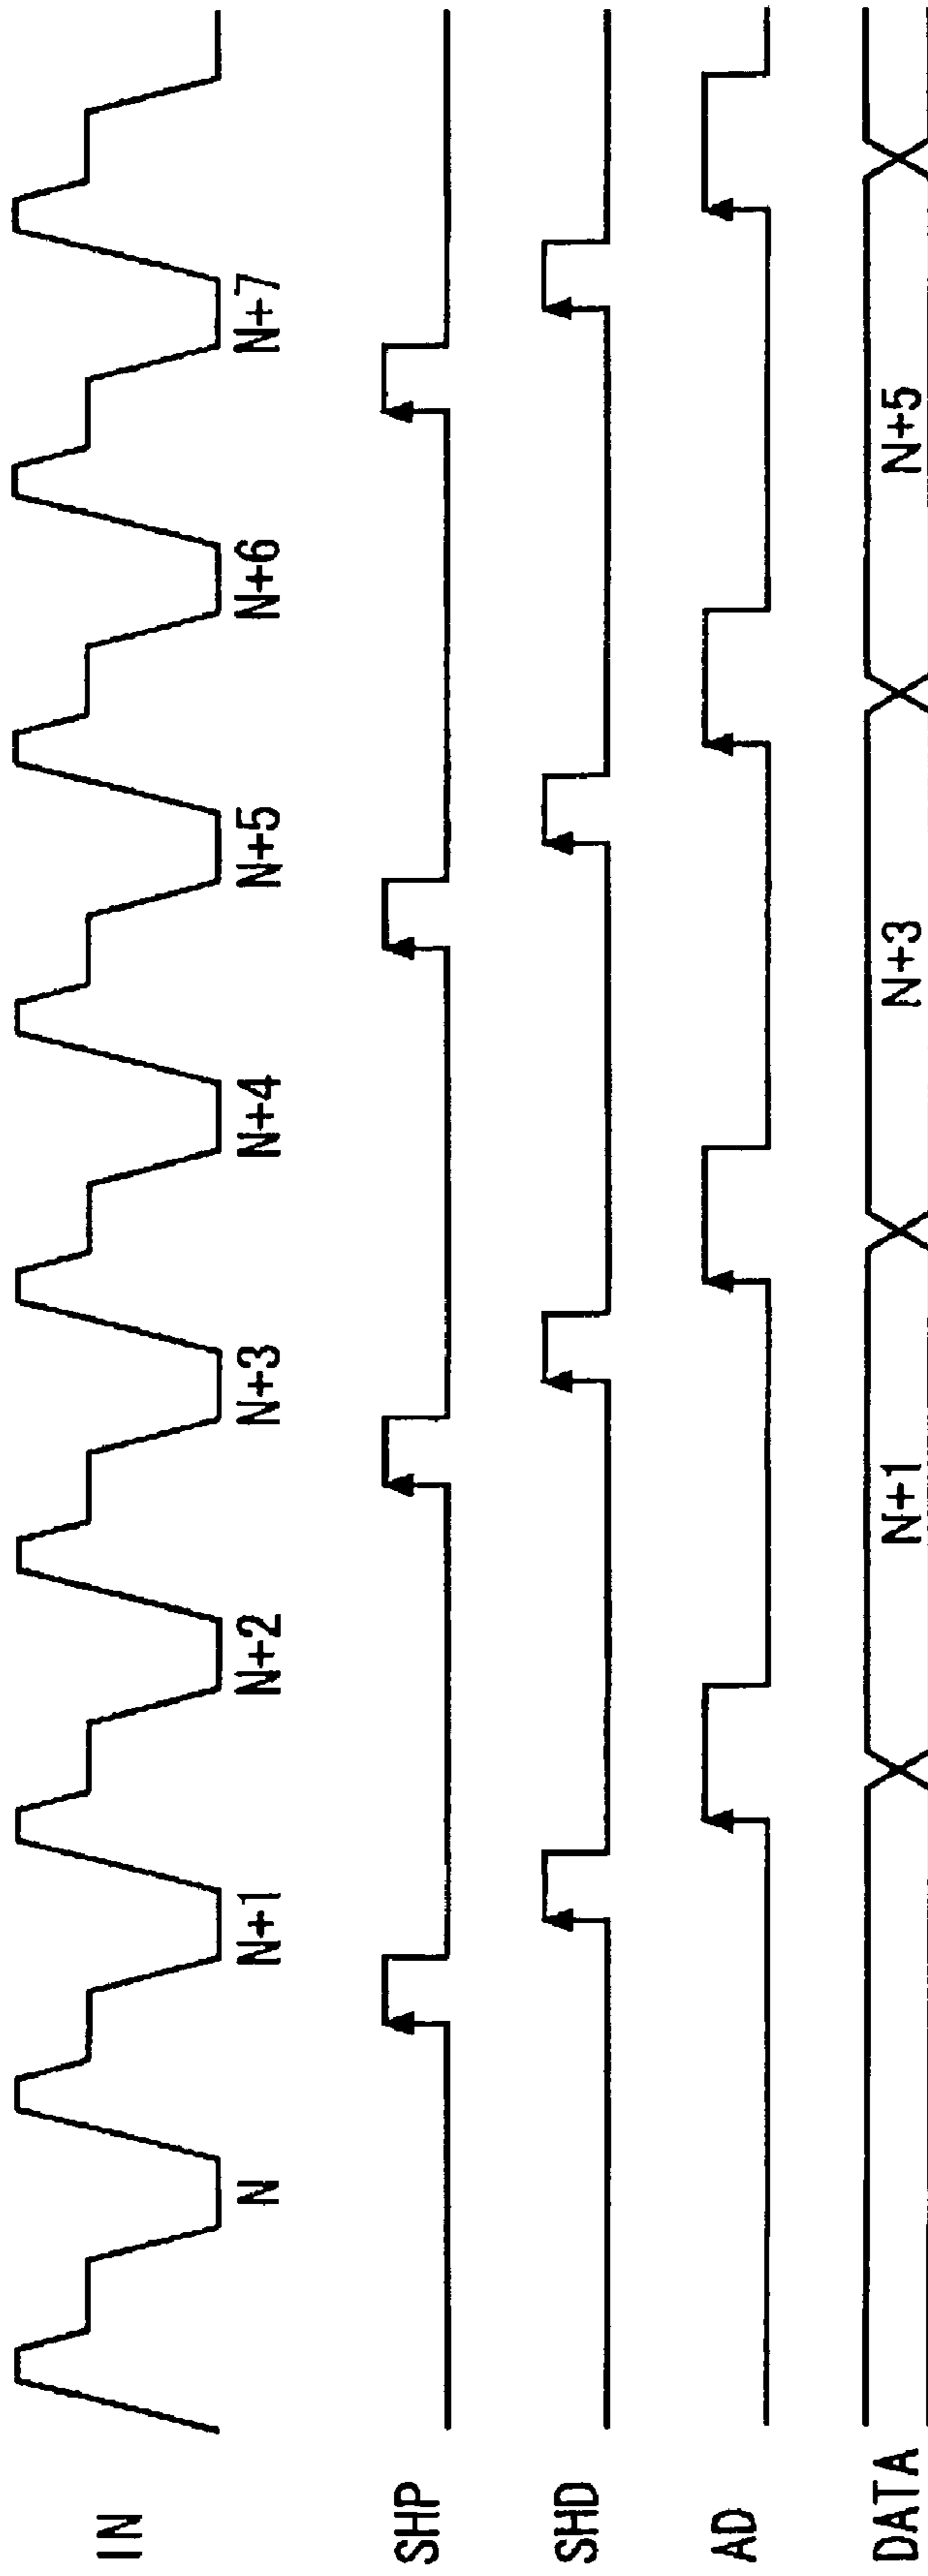 IN
N N+1 N+2 N+3 N+4 N+5 N+6 N+7
SHP
SHD
AD
DATA
N+1 N+3 N+5